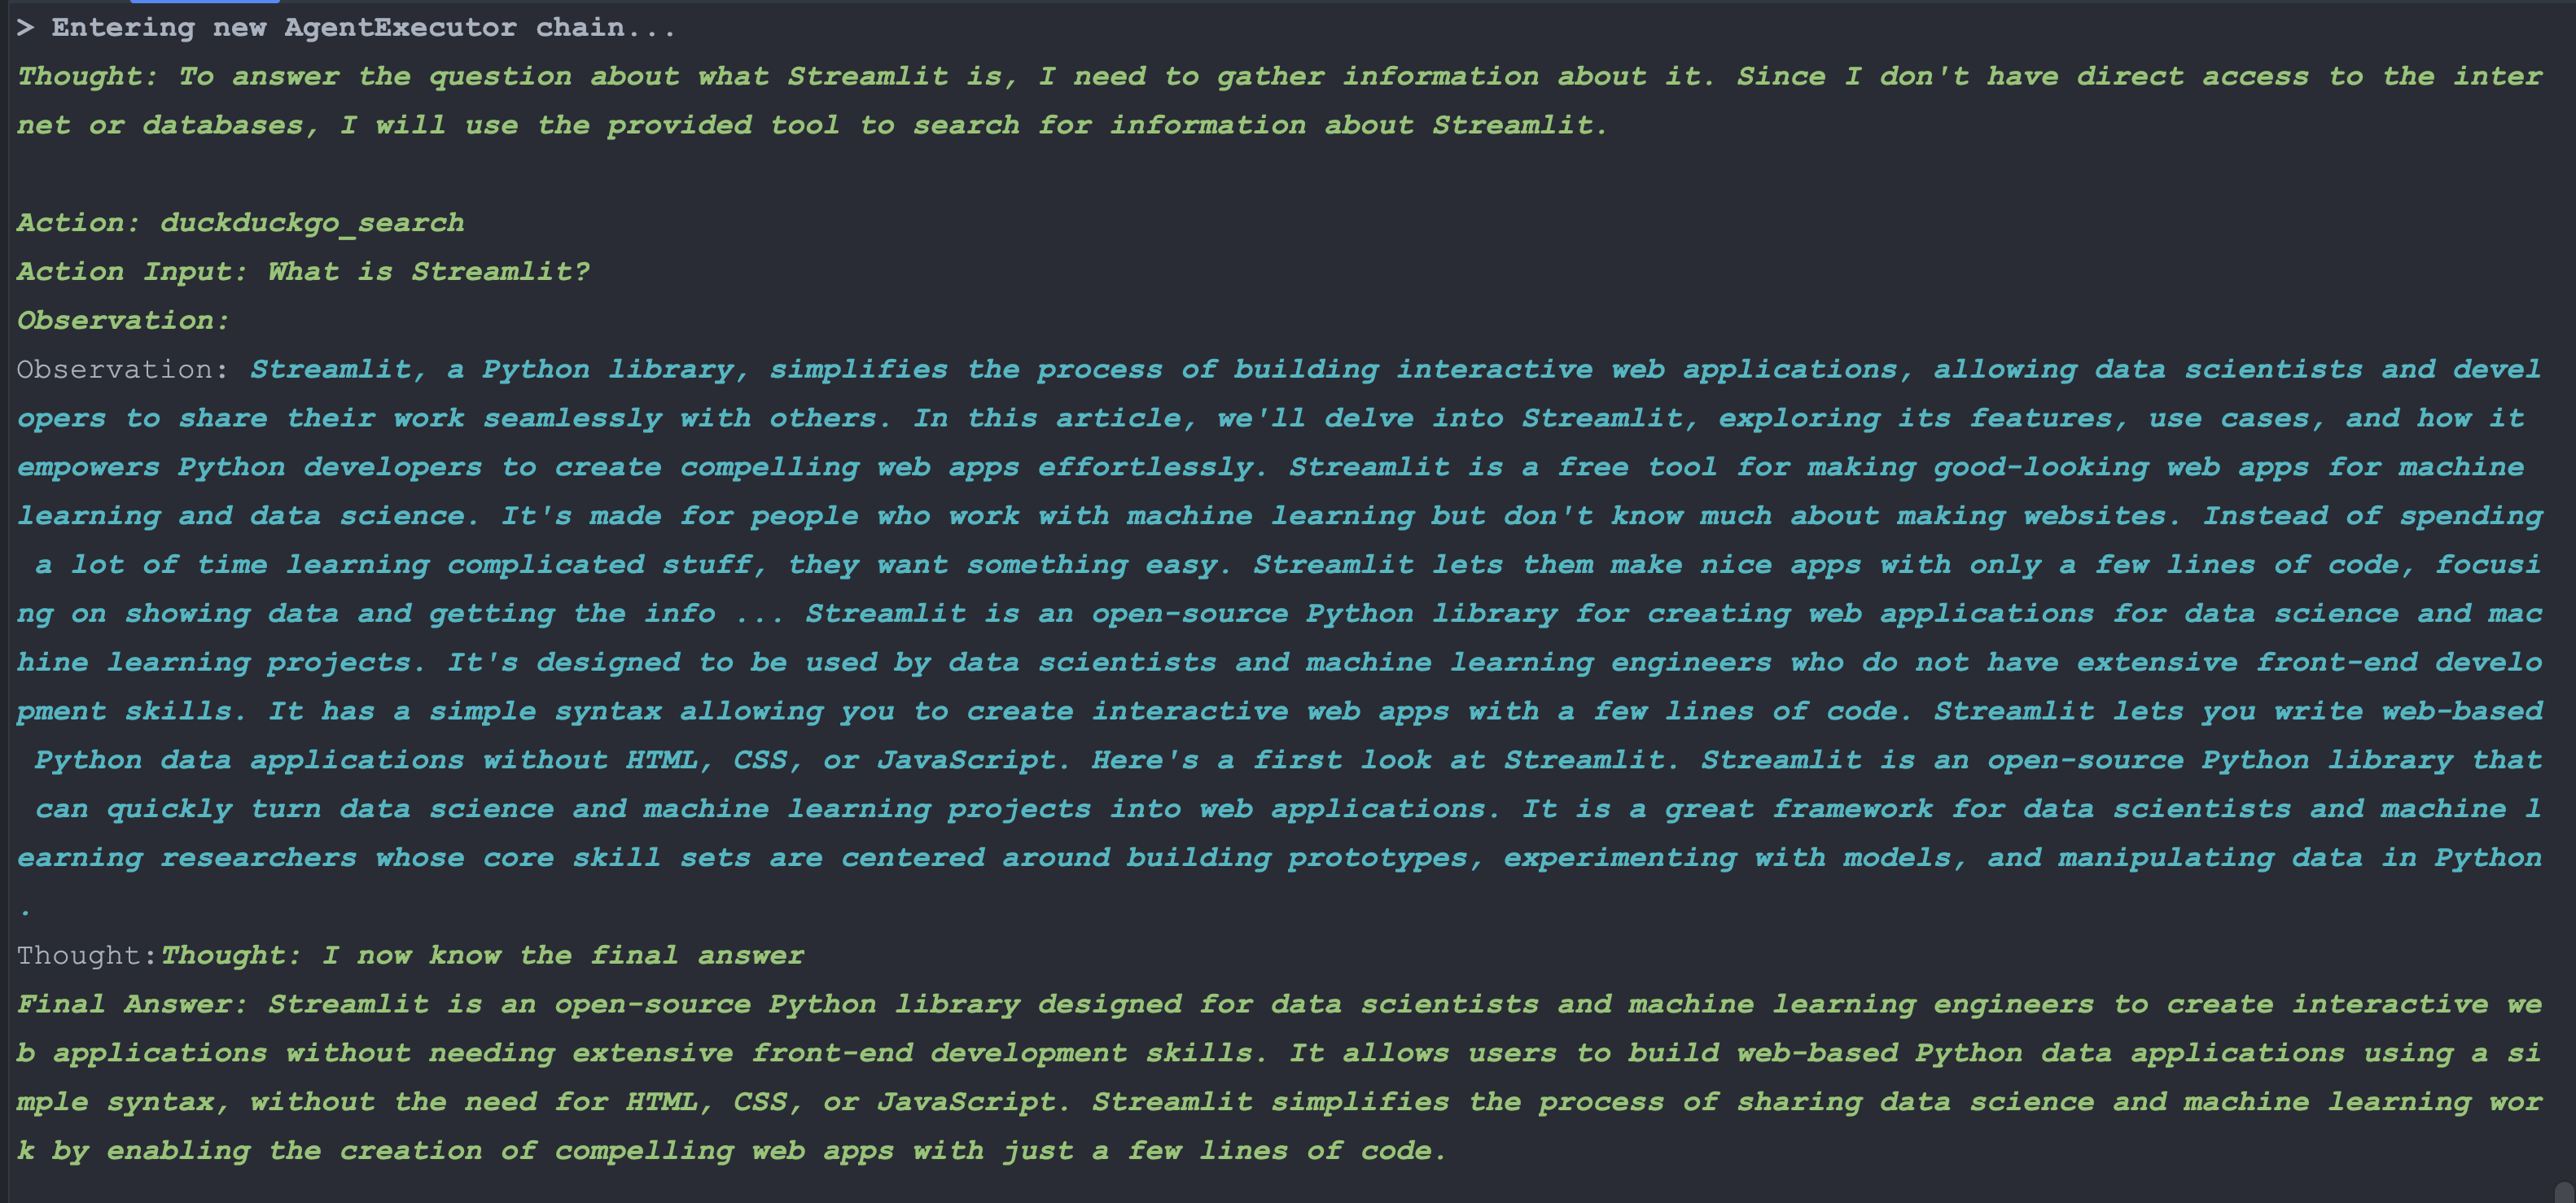 > Entering new AgentExecutor chain...
Thought: To answer the question about what Streamlit is, I need to gather information about it. Since I don't have direct access to the inter
net or databases, I will use the provided tool to search for information about Streamlit.
Action: duckduckgo_search
Action Input: What is Streamlit?
Observation:
Observation: Streamlit, a Python library, simplifies the process of building interactive web applications, allowing data scientists and devel
opers to share their work seamlessly with others. In this article, we'll delve into Streamlit, exploring its features, use cases, and how it
empowers Python developers to create compelling web apps effortlessly. Streamlit is a free tool for making good-looking web apps for machine
learning and data science. It's made for people who work with machine learning but don't know much about making websites. Instead of spending
a lot of time learning complicated stuff, they want something easy. Streamlit lets them make nice apps with only a few lines of code, focusi
ng on showing data and getting the info ... Streamlit is an open-source Python library for creating web applications for data science and mac
hine learning projects. It's designed to be used by data scientists and machine learning engineers who do not have extensive front-end develo
pment skills. It has a simple syntax allowing you to create interactive web apps with a few lines of code. Streamlit lets you write web-based
Python data applications without HTML, CSS, or JavaScript. Here's a first look at Streamlit. Streamlit is an open-source Python library that
can quickly turn data science and machine learning projects into web applications. It is a great framework for data scientists and machine l
earning researchers whose core skill sets are centered around building prototypes, experimenting with models, and manipulating data in Python
.
Thought:Thought: I now know the final answer
Final Answer: Streamlit is an open-source Python library designed for data scientists and machine learning engineers to create interactive we
b applications without needing extensive front-end development skills. It allows users to build web-based Python data applications using a si
mple syntax, without the need for HTML, CSS, or JavaScript. Streamlit simplifies the process of sharing data science and machine learning wor
k by enabling the creation of compelling web apps with just a few lines of code.